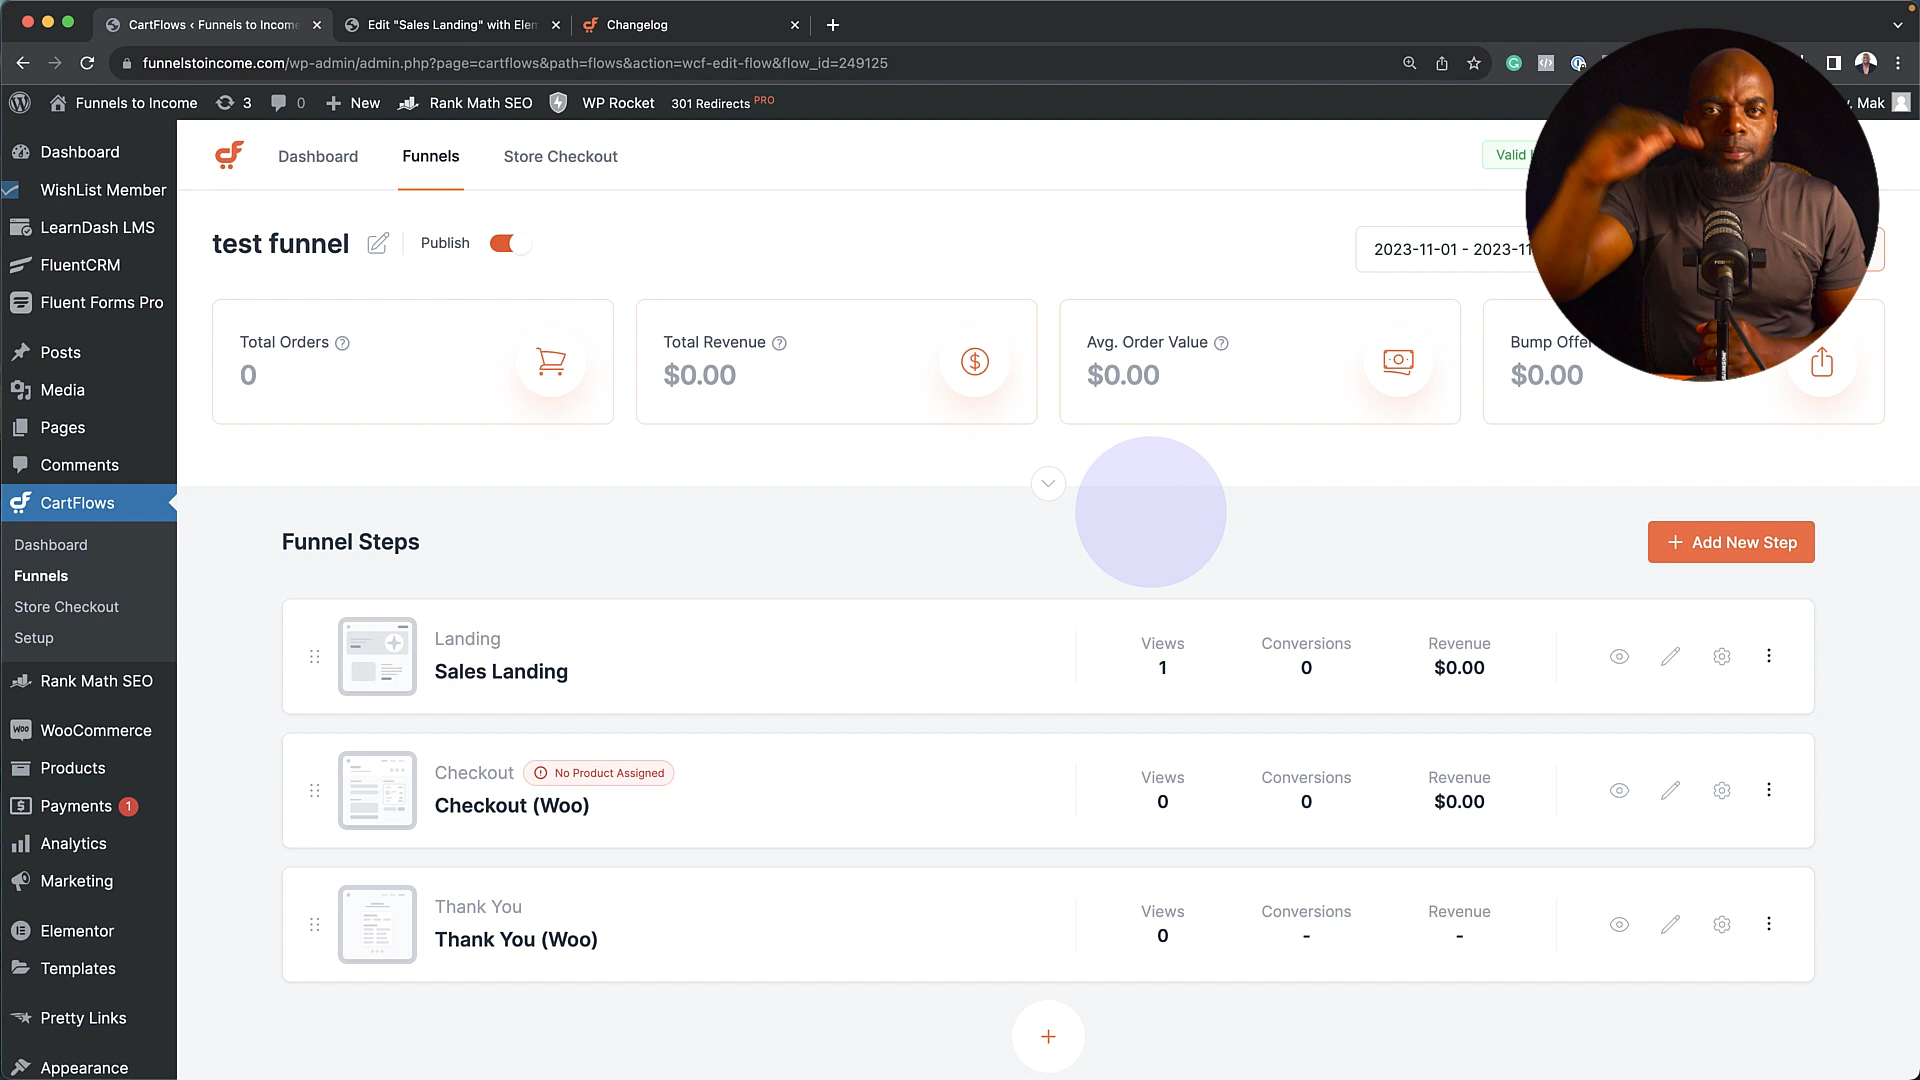 CartFlows ‹ Funnels to Income
Edit "Sales Landing" with Elem
Changelog
funnelstoincome.com/wp-admin/admin.php?page=cartflows&path=flows&action=wcf-edit-flow&flow_id=249125
Funnels to Income
3
0
New
Rank Math SEO
WP Rocket
301 Redirects PRO
, Mak
Dashboard
WishList Member
LearnDash LMS
FluentCRM
Fluent Forms Pro
Posts
Media
Pages
Comments
CartFlows
Dashboard
Funnels
Store Checkout
Setup
Rank Math SEO
WooCommerce
Products
Payments 1
Analytics
Marketing
Elementor
Templates
Pretty Links
Appearance
Dashboard
Funnels
Store Checkout
Valid
test funnel
Publish
2023-11-01 - 2023-11
Total Orders
0
Total Revenue
$0.00
Avg. Order Value
$0.00
Bump Offer
$0.00
Funnel Steps
Add New Step
Landing
Sales Landing
Views
1
Conversions
0
Revenue
$0.00
Checkout
No Product Assigned
Checkout (Woo)
Views
0
Conversions
0
Revenue
$0.00
Thank You
Thank You (Woo)
Views
0
Conversions
-
Revenue
-